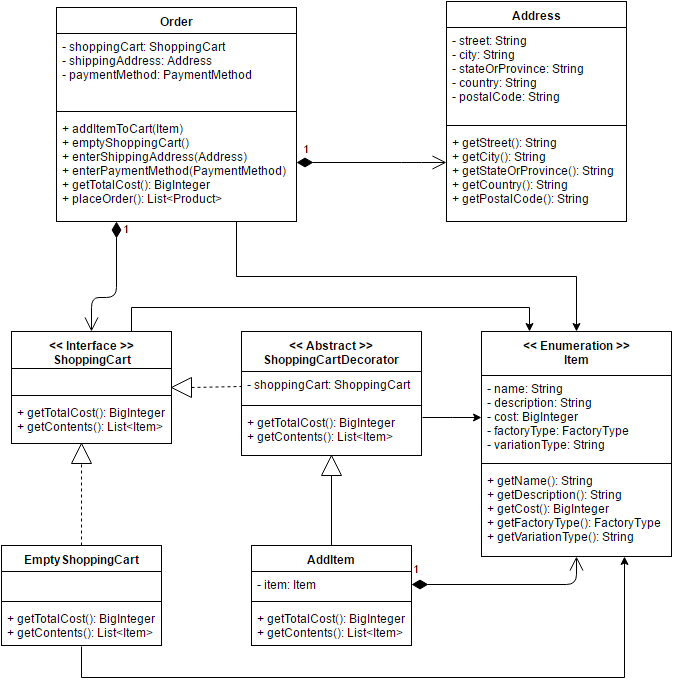 Order
- shoppingCart: ShoppingCart
- shippingAddress: Address
- paymentMethod: PaymentMethod
+ addItemToCart(Item)
+ emptyShoppingCart()
+ enterShippingAddress(Address)
+ enterPaymentMethod(PaymentMethod)
+ getTotalCost(): BigInteger
+ placeOrder(): List<Product>
1
1
Address
- street: String
- city: String
- stateOrProvince: String
- country: String
- postalCode: String
+ getStreet(): String
+ getCity(): String
+ getStateOrProvince(): String
+ getCountry(): String
+ getPostalCode(): String
<< Interface >>
ShoppingCart
+ getTotalCost(): BigInteger
+ getContents(): List<Item>
<< Abstract >>
ShoppingCartDecorator
- shoppingCart: ShoppingCart
+ getTotalCost(): BigInteger
+ getContents(): List<Item>
<< Enumeration >>
Item
- name: String
- description: String
- cost: BigInteger
- factoryType: FactoryType
- variationType: String
+ getName(): String
+ getDescription(): String
+ getCost(): BigInteger
+ getFactoryType(): FactoryType
+ getVariationType(): String
EmptyShoppingCart
+ getTotalCost(): BigInteger
+ getContents(): List<Item>
AddItem
- item: Item
+ getTotalCost(): BigInteger
+ getContents(): List<Item>
1